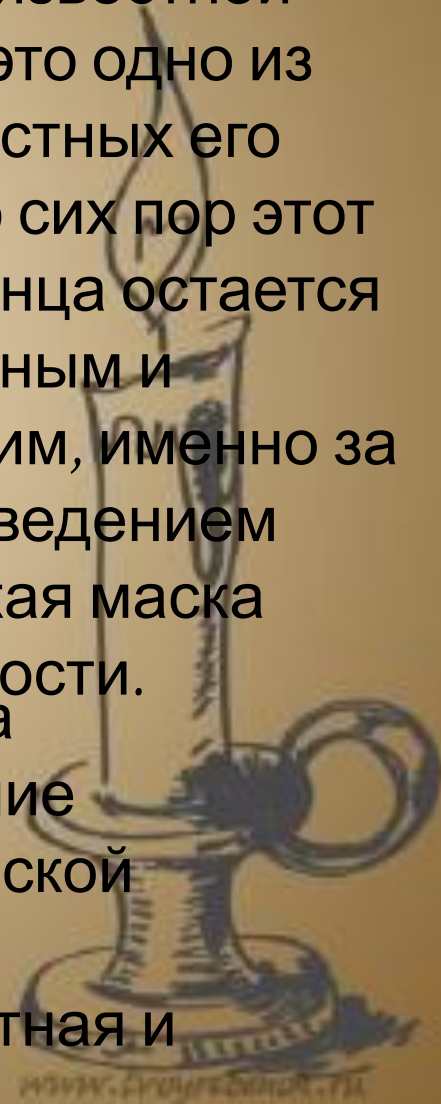 это одно из
стных его
о сих пор этот
нца остается
ным и
им, именно за
ведением
кая маска
ости.
а
ние
ской
тная и